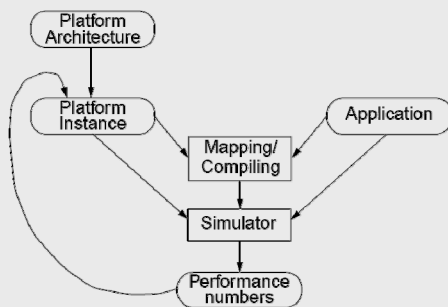 Platform
Architecture
Platform
Instance
Application
Mapping/
Compiling
Simulator
Performance
numbers